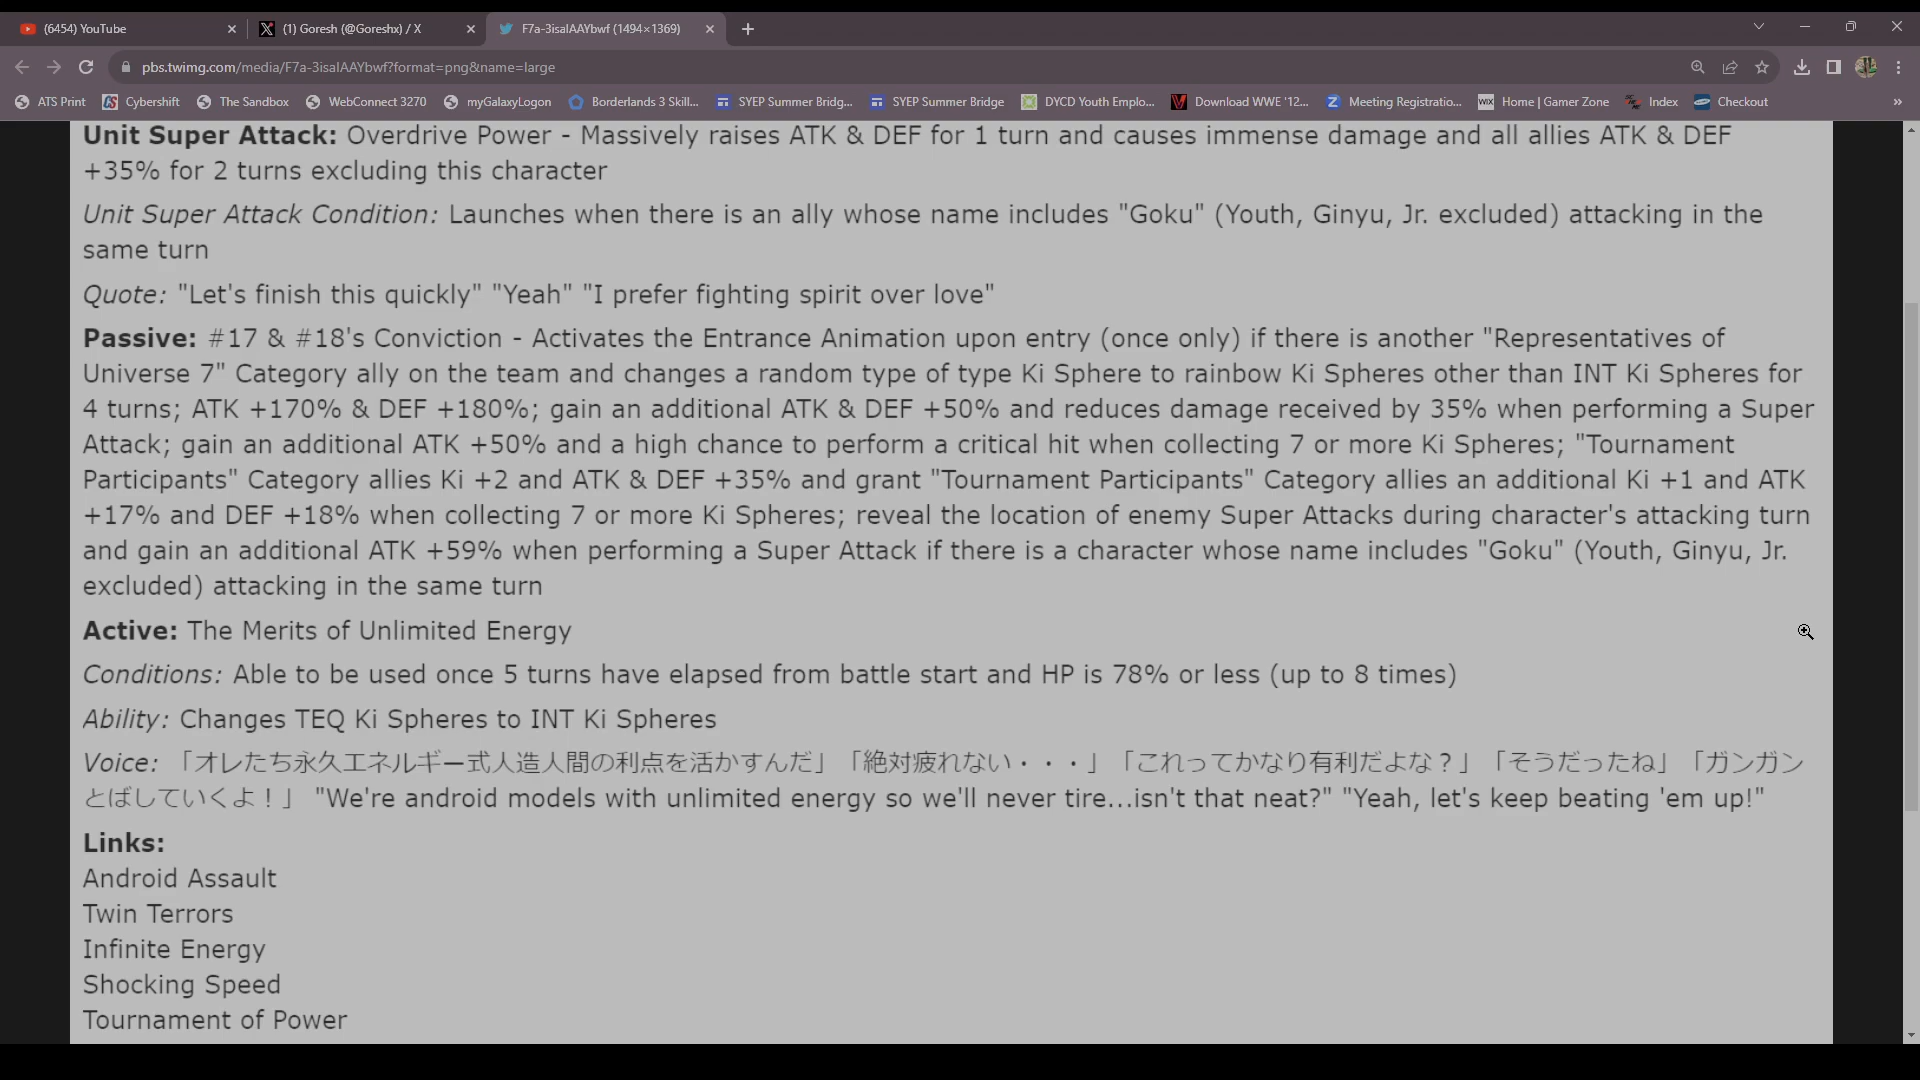 (6454) YouTube
(1) Goresh (@Goreshx) / X
F7a-3isaIAAYbwf (1494×1369)
pbs.twimg.com/media/F7a-3isaIAAYbwf?format=png&name=large
ATS Print
Cybershift
The Sandbox
WebConnect 3270
myGalaxyLogon
Borderlands 3 Skill...
SYEP Summer Bridg...
SYEP Summer Bridge
DYCD Youth Emplo...
Download WWE '12...
Meeting Registratio...
WIX
Home | Gamer Zone
Index
Checkout
Unit Super Attack: Overdrive Power - Massively raises ATK & DEF for 1 turn and causes immense damage and all allies ATK & DEF
+35% for 2 turns excluding this character
Unit Super Attack Condition: Launches when there is an ally whose name includes "Goku" (Youth, Ginyu, Jr. excluded) attacking in the
same turn
Quote: "Let's finish this quickly" "Yeah" "I prefer fighting spirit over love"
Passive: #17 & #18's Conviction - Activates the Entrance Animation upon entry (once only) if there is another "Representatives of
Universe 7" Category ally on the team and changes a random type of type Ki Sphere to rainbow Ki Spheres other than INT Ki Spheres for
4 turns; ATK +170% & DEF +180%; gain an additional ATK & DEF +50% and reduces damage received by 35% when performing a Super
Attack; gain an additional ATK +50% and a high chance to perform a critical hit when collecting 7 or more Ki Spheres; "Tournament
Participants" Category allies Ki +2 and ATK & DEF +35% and grant "Tournament Participants" Category allies an additional Ki +1 and ATK
+17% and DEF +18% when collecting 7 or more Ki Spheres; reveal the location of enemy Super Attacks during character's attacking turn
and gain an additional ATK +59% when performing a Super Attack if there is a character whose name includes "Goku" (Youth, Ginyu, Jr.
excluded) attacking in the same turn
Active: The Merits of Unlimited Energy
Conditions: Able to be used once 5 turns have elapsed from battle start and HP is 78% or less (up to 8 times)
Ability: Changes TEQ Ki Spheres to INT Ki Spheres
Voice: 「オレたち永久エネルギー式人造人間の利点を活かすんだ」「絶対疲れない・・・」「これってかなり有利だよな？」「そうだったね」「ガンガン
とばしていくよ！」 "We're android models with unlimited energy so we'll never tire...isn't that neat?" "Yeah, let's keep beating 'em up!"
Links:
Android Assault
Twin Terrors
Infinite Energy
Shocking Speed
Tournament of Power